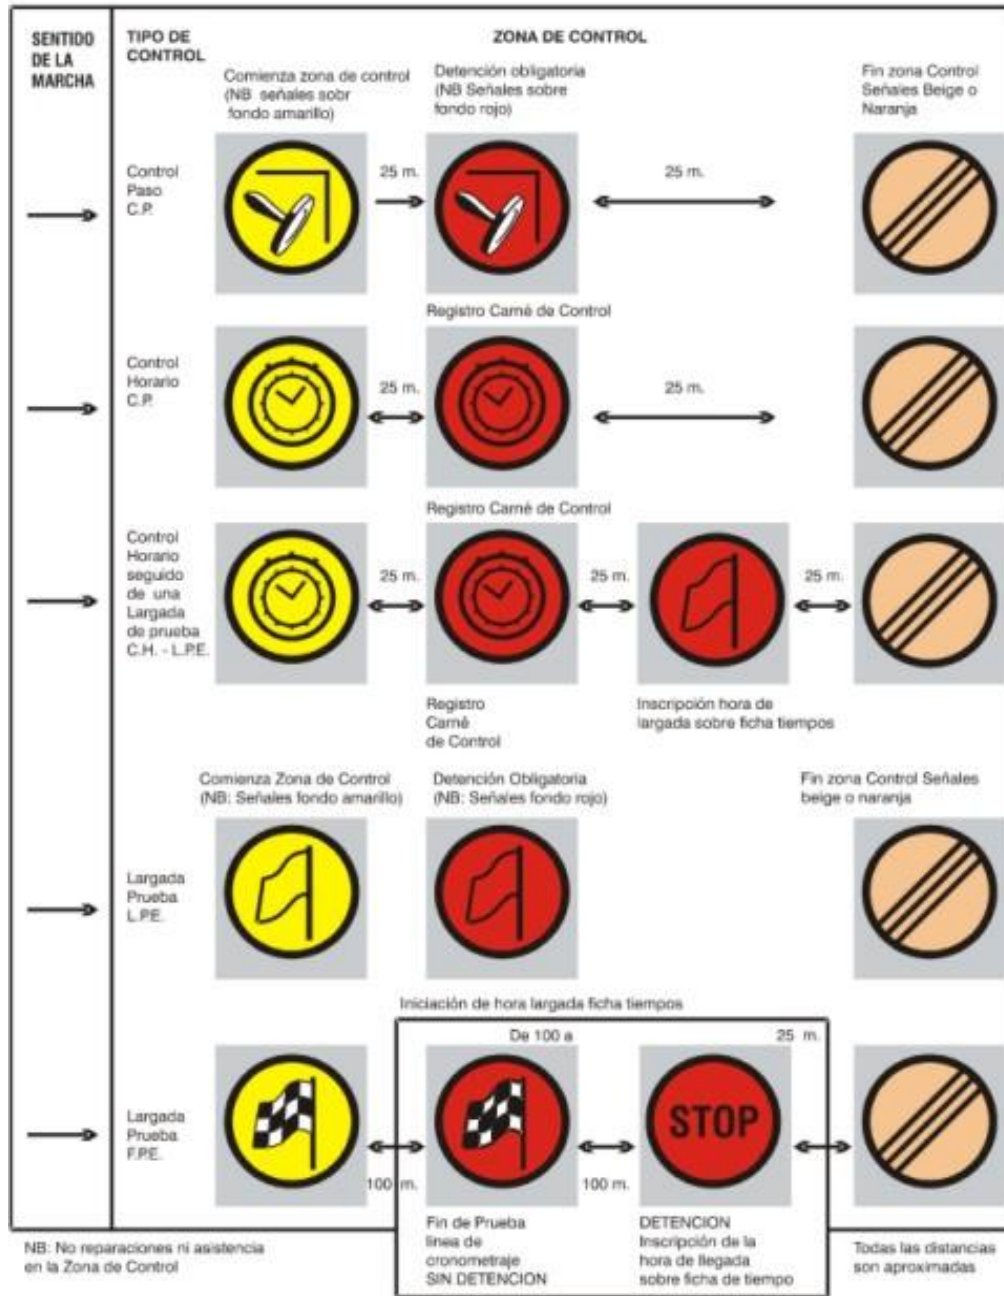 SENTIDO
DE LA
MARCHA
TIPO DE
CONTROL
ZONA DE CONTROL
Comienza zona de control
(NB señales sobr
fondo amarillo)
Detención obligatoria
(NB Señales sobre
fondo rojo)
Fin zona Control
Señales Beige o
Naranja
Control
Paso
C.P.
25 m.
25 m.
Registro Carné de Control
Control
Horario
C.P.
25 m.
25 m.
Registro Carné de Control
Control
Horario
seguido
de una
Largada
de prueba
C.H. - L.P.E.
25 m.
25 m.
25 m.
Registro
Carné
de Control
Inscripción hora de
largada sobre ficha tiempos
Comienza Zona de Control
(NB: Señales fondo amarillo)
Detención Obligatoria
(NB: Señales fondo rojo)
Fin zona Control Señales
beige o naranja
Largada
Prueba
L.P.E.
Iniciación de hora largada ficha tiempos
De 100 a
25 m.
Largada
Prueba
F.P.E.
STOP
100 m.
100 m.
Fin de Prueba
linea de
cronometraje
SIN DETENCION
DETENCION
Inscripción de la
hora de llegada
sobre ficha de tiempo
NB: No reparaciones ni asistencia
en la Zona de Control
Todas las distancias
son aproximadas